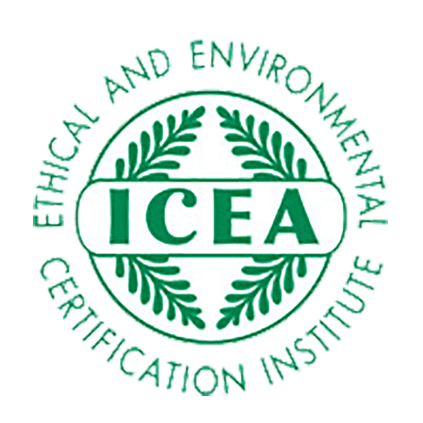 ETHICAL AND ENVIRONMENTAL
ICEA
CERTIFICATION INSTITUTE